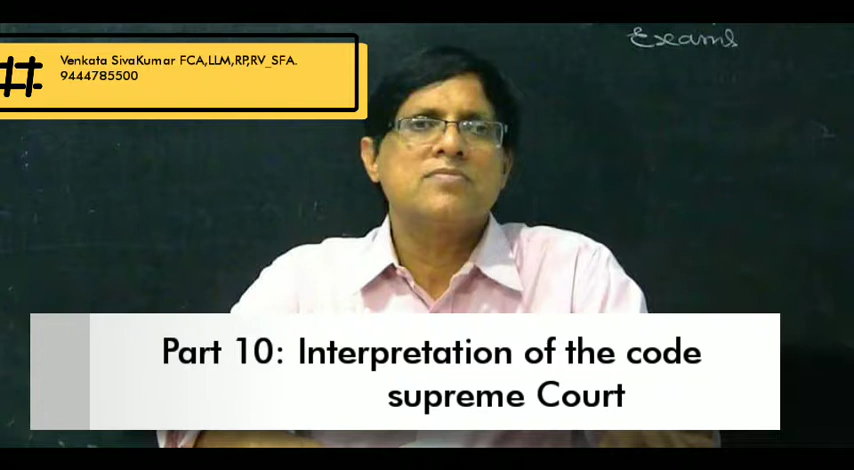 Exams
#
Venkata SivaKumar FCA,LLM,RP,RV_SFA.
9444785500
Part 10: Interpretation of the code
supreme Court